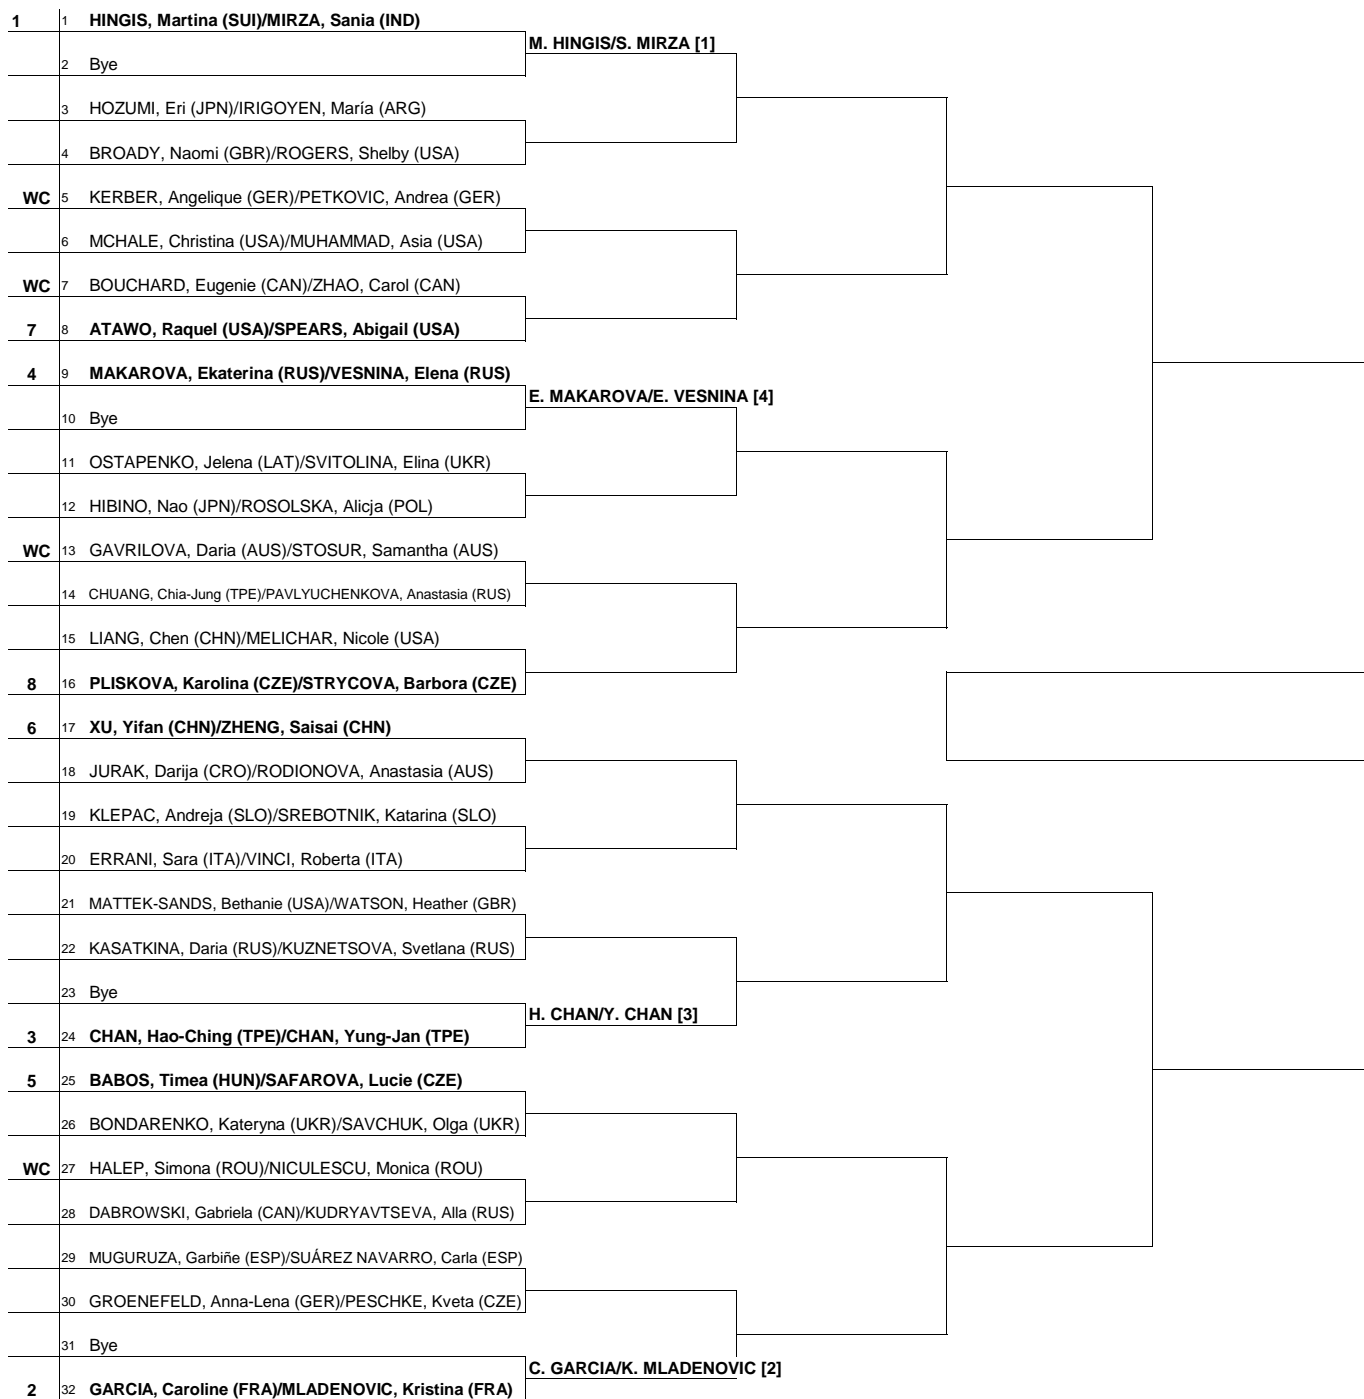 1 1 HINGIS, Martina (SUI)/MIRZA, Sania (IND)
M. HINGIS/S. MIRZA [1]
2 Bye
3 HOZUMI, Eri (JPN)/IRIGOYEN, María (ARG)
4 BROADY, Naomi (GBR)/ROGERS, Shelby (USA)
WC 5 KERBER, Angelique (GER)/PETKOVIC, Andrea (GER)
6 MCHALE, Christina (USA)/MUHAMMAD, Asia (USA)
WC 7 BOUCHARD, Eugenie (CAN)/ZHAO, Carol (CAN)
7 8 ATAWO, Raquel (USA)/SPEARS, Abigail (USA)
4 9 MAKAROVA, Ekaterina (RUS)/VESNINA, Elena (RUS)
E. MAKAROVA/E. VESNINA [4]
10 Bye
11 OSTAPENKO, Jelena (LAT)/SVITOLINA, Elina (UKR)
12 HIBINO, Nao (JPN)/ROSOLSKA, Alicja (POL)
WC 13 GAVRILOVA, Daria (AUS)/STOSUR, Samantha (AUS)
14 CHUANG, Chia-Jung (TPE)/PAVLYUCHENKOVA, Anastasia (RUS)
15 LIANG, Chen (CHN)/MELICHAR, Nicole (USA)
8 16 PLISKOVA, Karolina (CZE)/STRYCOVA, Barbora (CZE)
6 17 XU, Yifan (CHN)/ZHENG, Saisai (CHN)
18 JURAK, Darija (CRO)/RODIONOVA, Anastasia (AUS)
19 KLEPAC, Andreja (SLO)/SREBOTNIK, Katarina (SLO)
20 ERRANI, Sara (ITA)/VINCI, Roberta (ITA)
21 MATTEK-SANDS, Bethanie (USA)/WATSON, Heather (GBR)
22 KASATKINA, Daria (RUS)/KUZNETSOVA, Svetlana (RUS)
23 Bye
H. CHAN/Y. CHAN [3]
3 24 CHAN, Hao-Ching (TPE)/CHAN, Yung-Jan (TPE)
5 25 BABOS, Timea (HUN)/SAFAROVA, Lucie (CZE)
26 BONDARENKO, Kateryna (UKR)/SAVCHUK, Olga (UKR)
WC 27 HALEP, Simona (ROU)/NICULESCU, Monica (ROU)
28 DABROWSKI, Gabriela (CAN)/KUDRYAVTSEVA, Alla (RUS)
29 MUGURUZA, Garbiñe (ESP)/SUÁREZ NAVARRO, Carla (ESP)
30 GROENEFELD, Anna-Lena (GER)/PESCHKE, Kveta (CZE)
31 Bye
C. GARCIA/K. MLADENOVIC [2]
2 32 GARCIA, Caroline (FRA)/MLADENOVIC, Kristina (FRA)